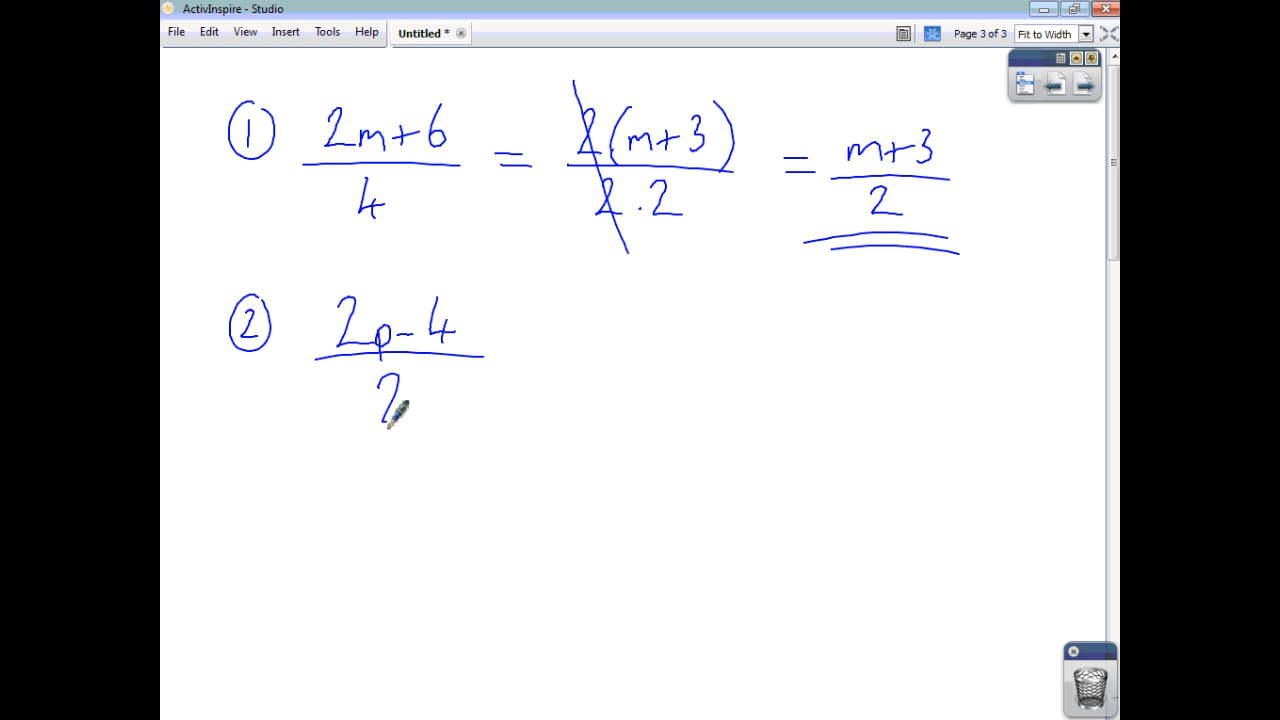 ActivInspire - Studio
File Edit View Insert Tools Help Untitled * Page 3 of 3 Fit to Width
① 2m+6 / 4 = 2(m+3) / 2 . 2 = m+3 / 2
② 2p-4 / 2